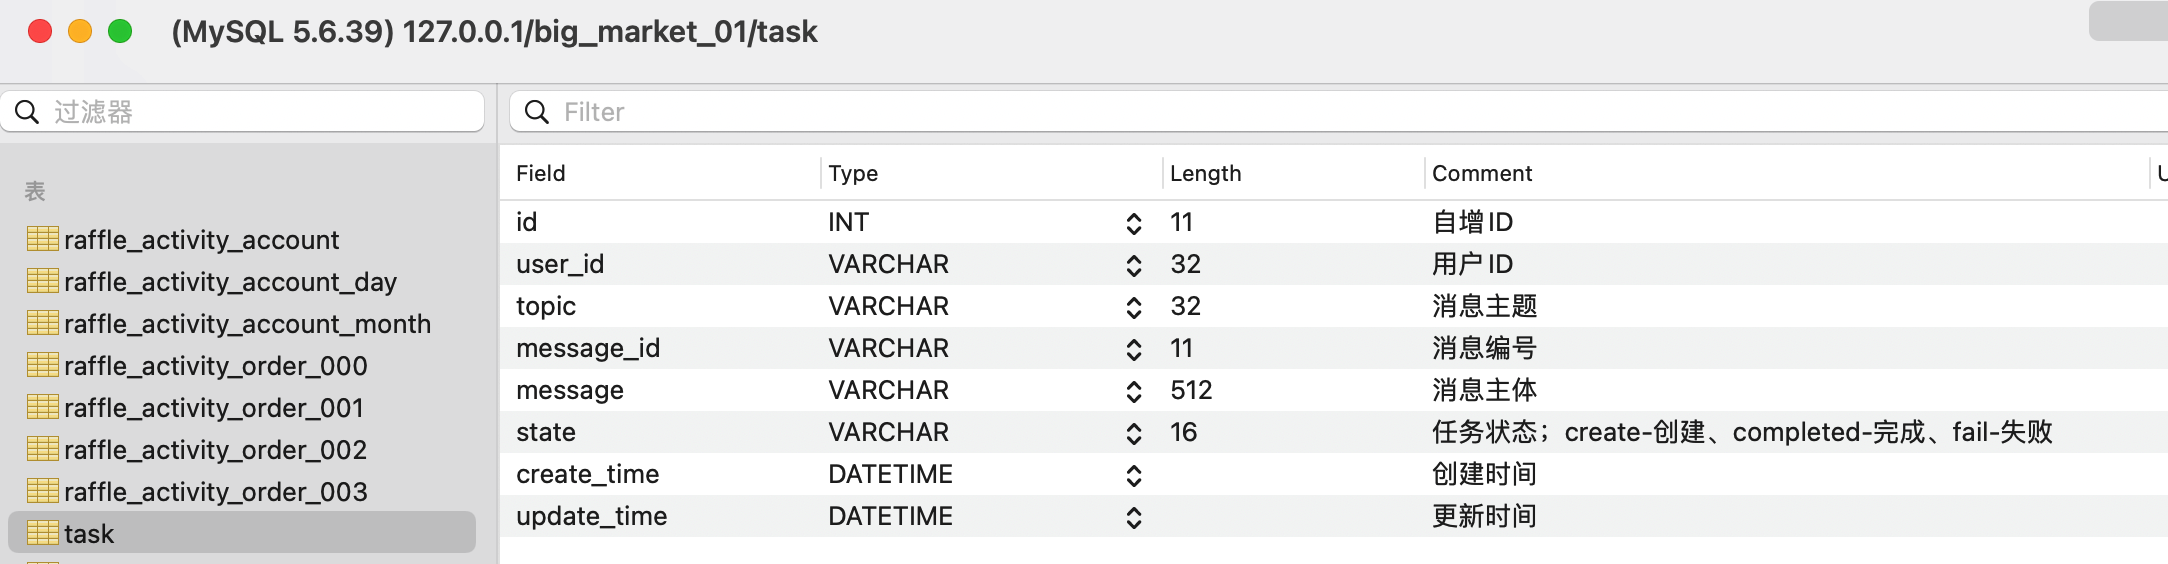 (MySQL 5.6.39) 127.0.0.1/big_market_01/task
过滤器
表
raffle_activity_account
raffle_activity_account_day
raffle_activity_account_month
raffle_activity_order_000
raffle_activity_order_001
raffle_activity_order_002
raffle_activity_order_003
task
Filter
Field Type Length Comment
id INT 11 自增ID
user_id VARCHAR 32 用户ID
topic VARCHAR 32 消息主题
message_id VARCHAR 11 消息编号
message VARCHAR 512 消息主体
state VARCHAR 16 任务状态；create-创建、completed-完成、fail-失败
create_time DATETIME 创建时间
update_time DATETIME 更新时间